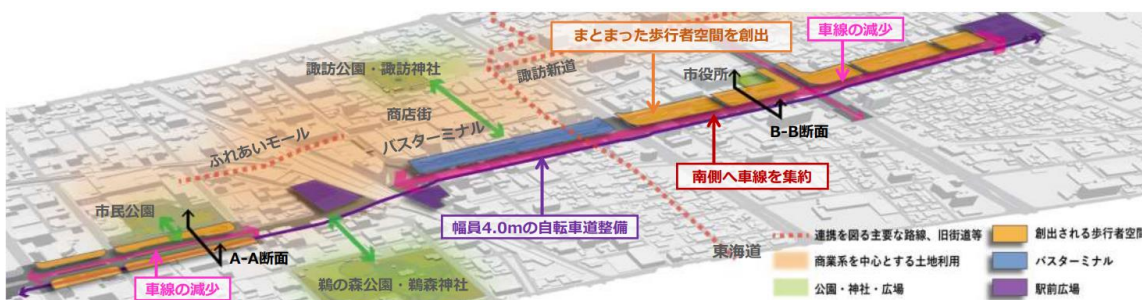 まとまった歩行者空間を創出
車線の減少
諏訪公園・諏訪神社
諏訪新道
市役所
商店街
バスターミナル
B-B断面
ふれあいモール
南側へ車線を集約
市民公園
幅員4.0mの自転車道整備
東海道
A-A断面
車線の減少
鵜の森公園・鵜森神社
連携を図る主要な路線、旧街道等
創出される歩行者空間
商業系を中心とする土地利用
バスターミナル
公園・神社・広場
駅前広場